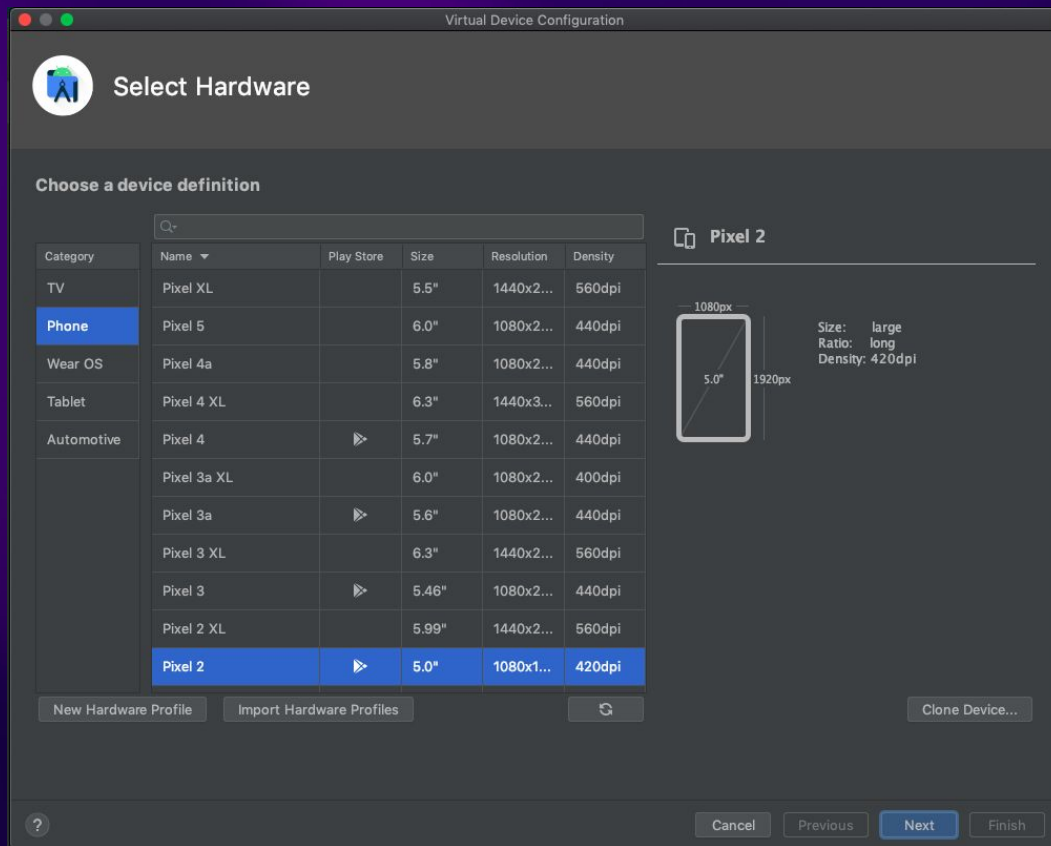 Virtual Device Configuration
Select Hardware
Choose a device definition
Category
TV
Phone
Wear OS
Tablet
Automotive
Name Play Store Size Resolution Density
Pixel XL 5.5" 1440x2... 560dpi
Pixel 5 6.0" 1080x2... 440dpi
Pixel 4a 5.8" 1080x2... 440dpi
Pixel 4 XL 6.3" 1440x3... 560dpi
Pixel 4 5.7" 1080x2... 440dpi
Pixel 3a XL 6.0" 1080x2... 400dpi
Pixel 3a 5.6" 1080x2... 440dpi
Pixel 3 XL 6.3" 1440x2... 560dpi
Pixel 3 5.46" 1080x2... 440dpi
Pixel 2 XL 5.99" 1440x2... 560dpi
Pixel 2 5.0" 1080x1... 420dpi
New Hardware Profile Import Hardware Profiles
Pixel 2
1080px
5.0" 1920px
Size: large
Ratio: long
Density: 420dpi
Clone Device...
? Cancel Previous Next Finish